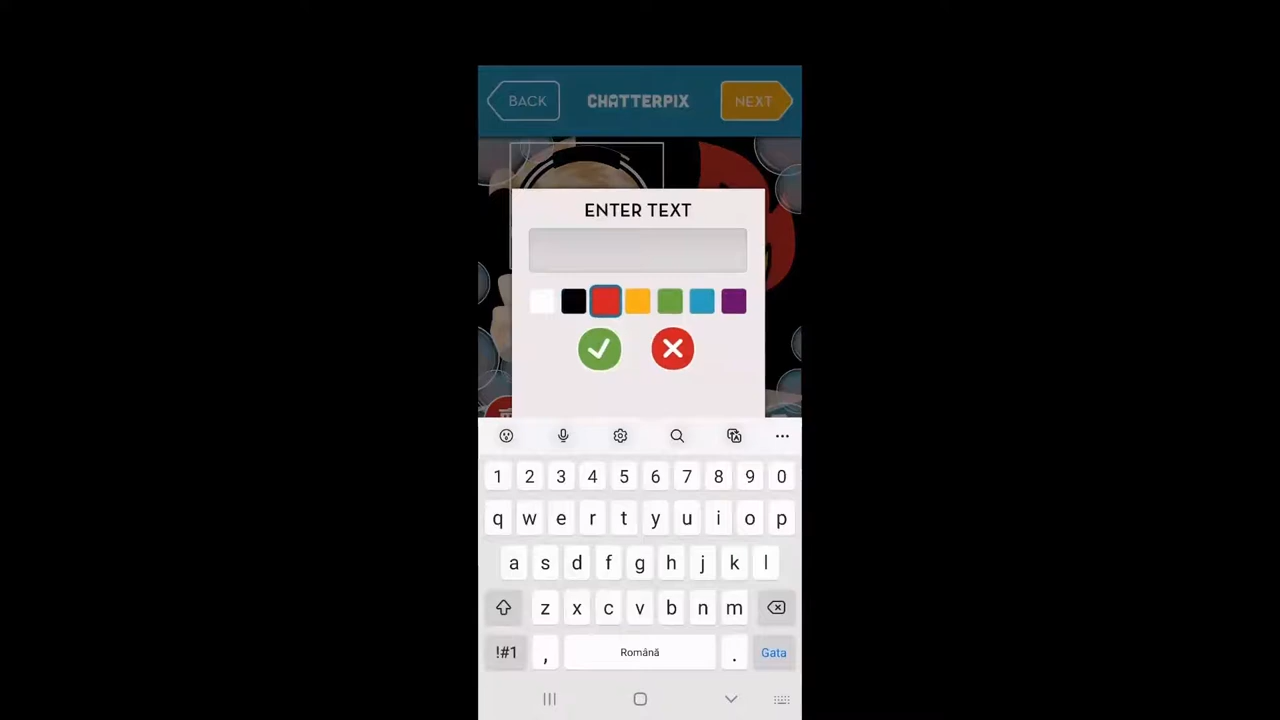 BACK
CHATTERPIX
NEXT
ENTER TEXT
1 2 3 4 5 6 7 8 9 0
q w e r t y u i o p
a s d f g h j k l
z x c v b n m
!#1 , Română . Gata